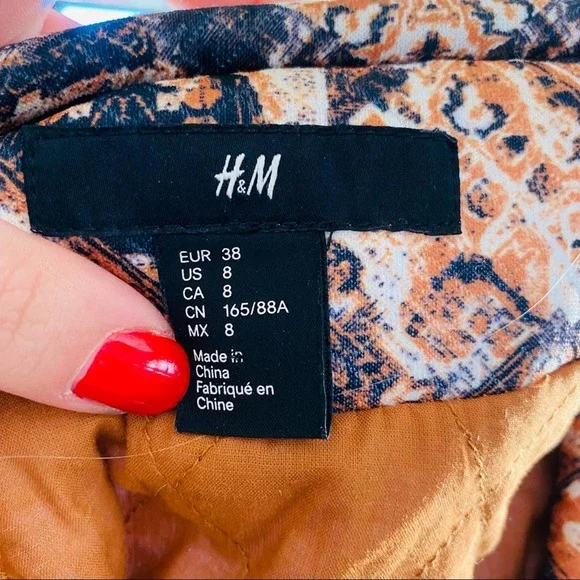 H&M
EUR 38
US 8
CA 8
CN 165/88A
MX 8
Made in
China
Fabriqué en
Chine